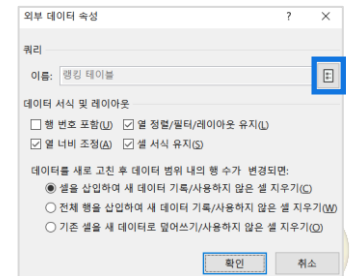 외부 데이터 속성 ? ×
쿼리
이름: 랭킹 테이블
데이터 서식 및 레이아웃
행 번호 포함(U) 열 정렬/필터/레이아웃 유지(L)
열 너비 조정(A) 셀 서식 유지(S)
데이터를 새로 고친 후 데이터 범위 내의 행 수가 변경되면:
셀을 삽입하여 새 데이터 기록/사용하지 않은 셀 지우기(C)
전체 행을 삽입하여 새 데이터 기록/사용하지 않은 셀 지우기(W)
기존 셀을 새 데이터로 덮어쓰기/사용하지 않은 셀 지우기(O)
확인 취소